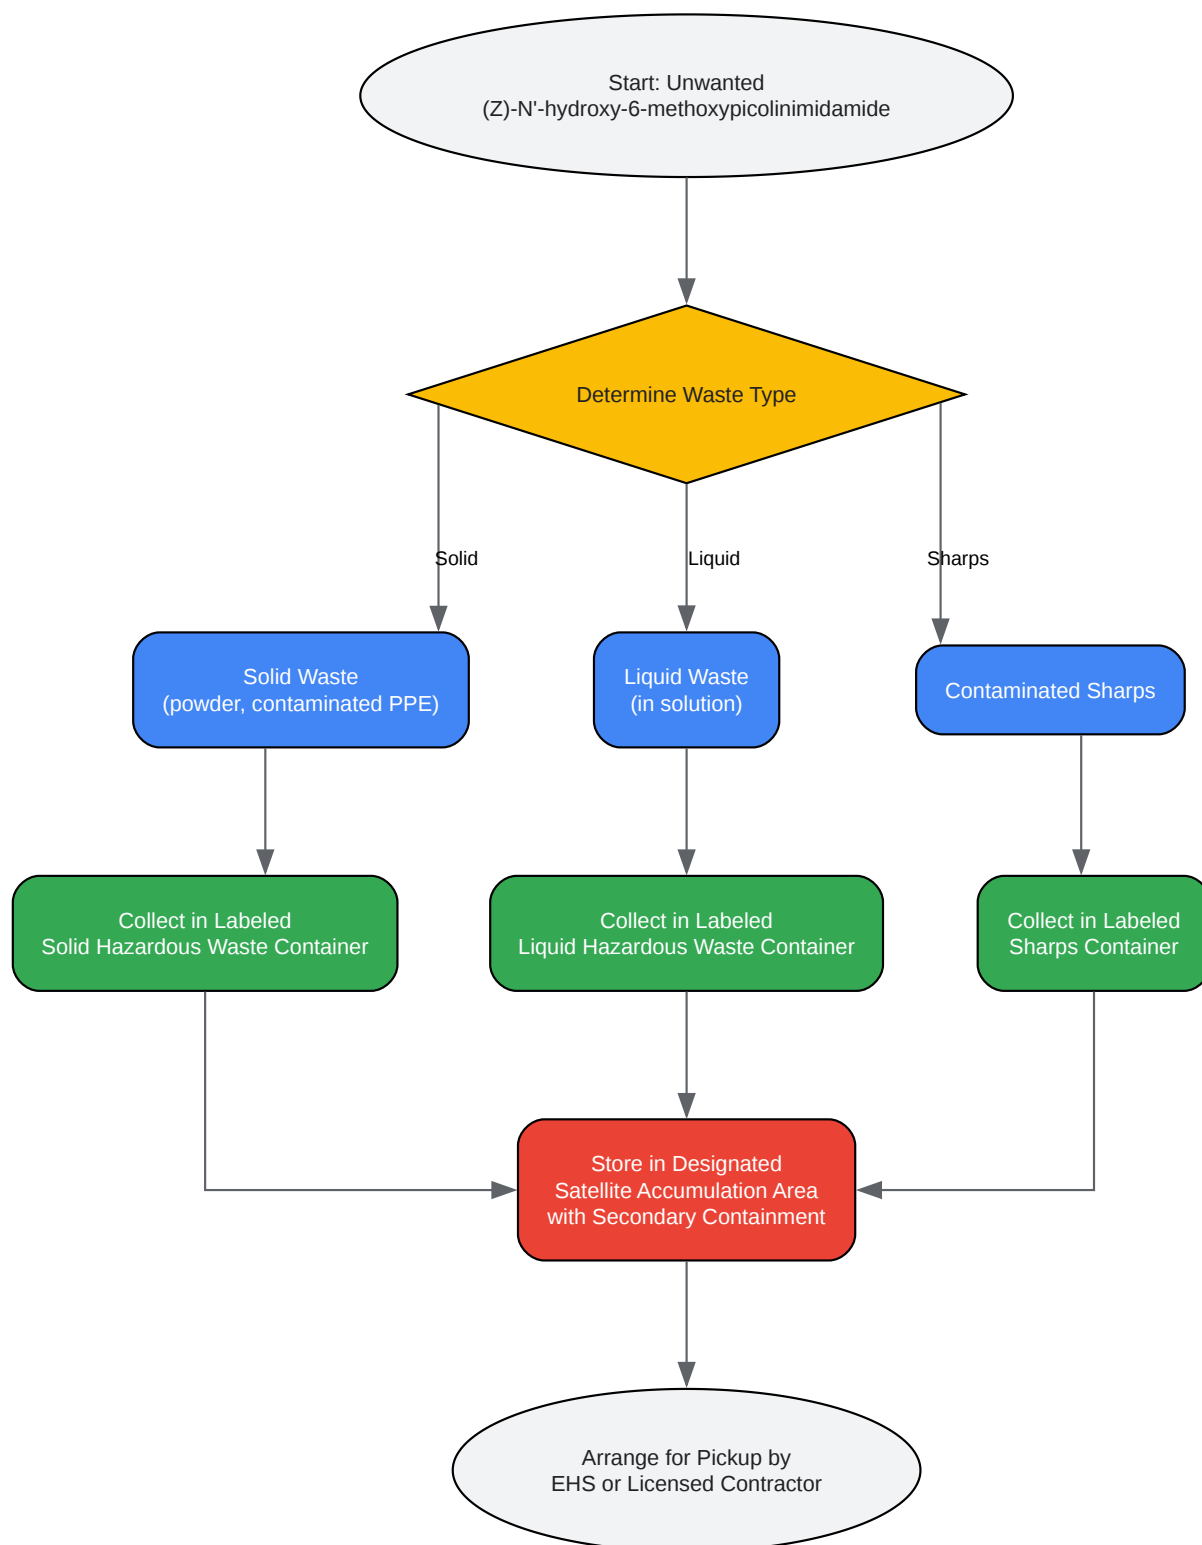 Start: Unwanted
(Z)-N'-hydroxy-6-methoxypicolinimidamide
Determine Waste Type
Solid
Liquid
Sharps
Solid Waste
(powder, contaminated PPE)
Liquid Waste
(in solution)
Contaminated Sharps
Collect in Labeled
Solid Hazardous Waste Container
Collect in Labeled
Liquid Hazardous Waste Container
Collect in Labeled
Sharps Container
Store in Designated
Satellite Accumulation Area
with Secondary Containment
Arrange for Pickup by
EHS or Licensed Contractor